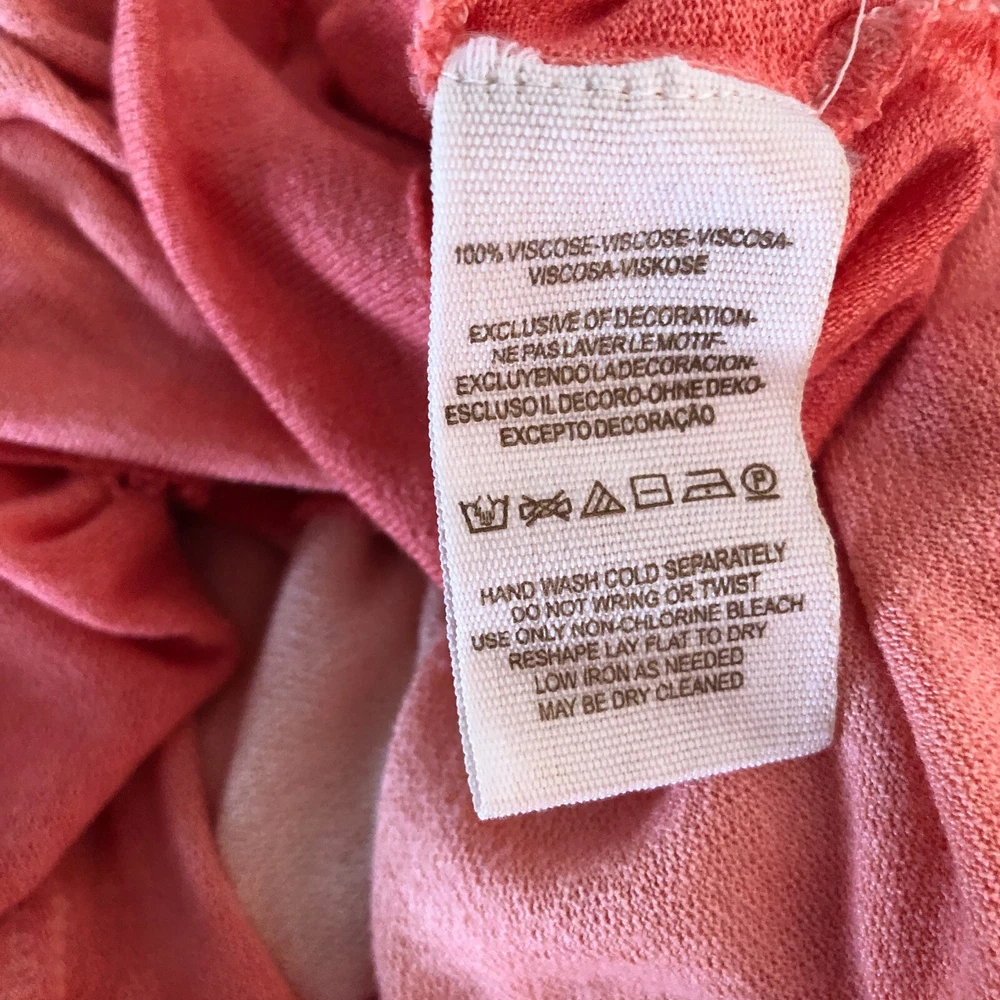 100% VISCOSE-VISCOSE-VISCOSA-
VISCOSA-VISKOSE
EXCLUSIVE OF DECORATION-
NE PAS LAVER LE MOTIF-
EXCLUYENDO LA DECORACION-
ESCLUSO IL DECORO-OHNE DEKO-
EXCEPTO DECORAÇÃO
P
HAND WASH COLD SEPARATELY
DO NOT WRING OR TWIST
USE ONLY NON-CHLORINE BLEACH
RESHAPE LAY FLAT TO DRY
LOW IRON AS NEEDED
MAY BE DRY CLEANED